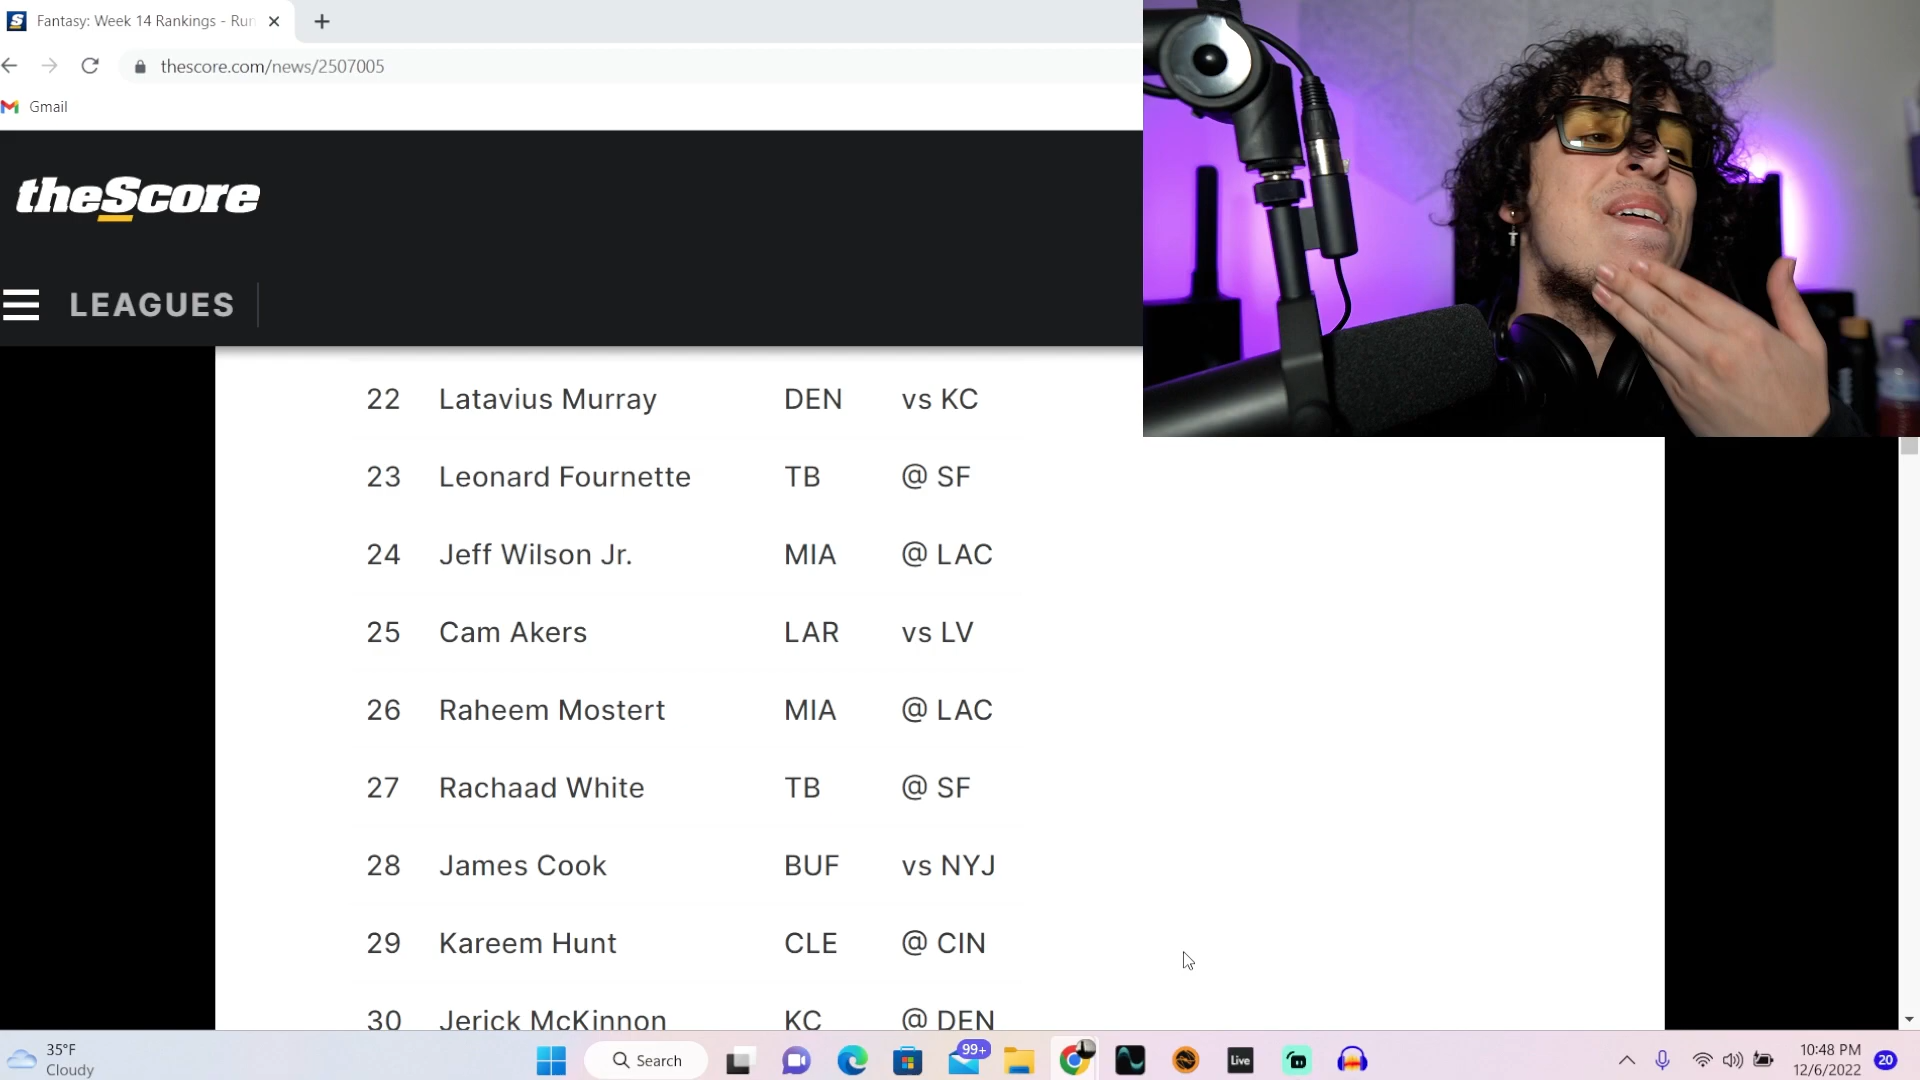 Fantasy: Week 14 Rankings - Run
thescore.com/news/2507005
Gmail
theScore
LEAGUES
22 Latavius Murray DEN vs KC
23 Leonard Fournette TB @ SF
24 Jeff Wilson Jr. MIA @ LAC
25 Cam Akers LAR vs LV
26 Raheem Mostert MIA @ LAC
27 Rachaad White TB @ SF
28 James Cook BUF vs NYJ
29 Kareem Hunt CLE @ CIN
30 Jerick McKinnon KC @ DEN
35°F
Cloudy
Search
99+
Live
10:48 PM
12/6/2022
20